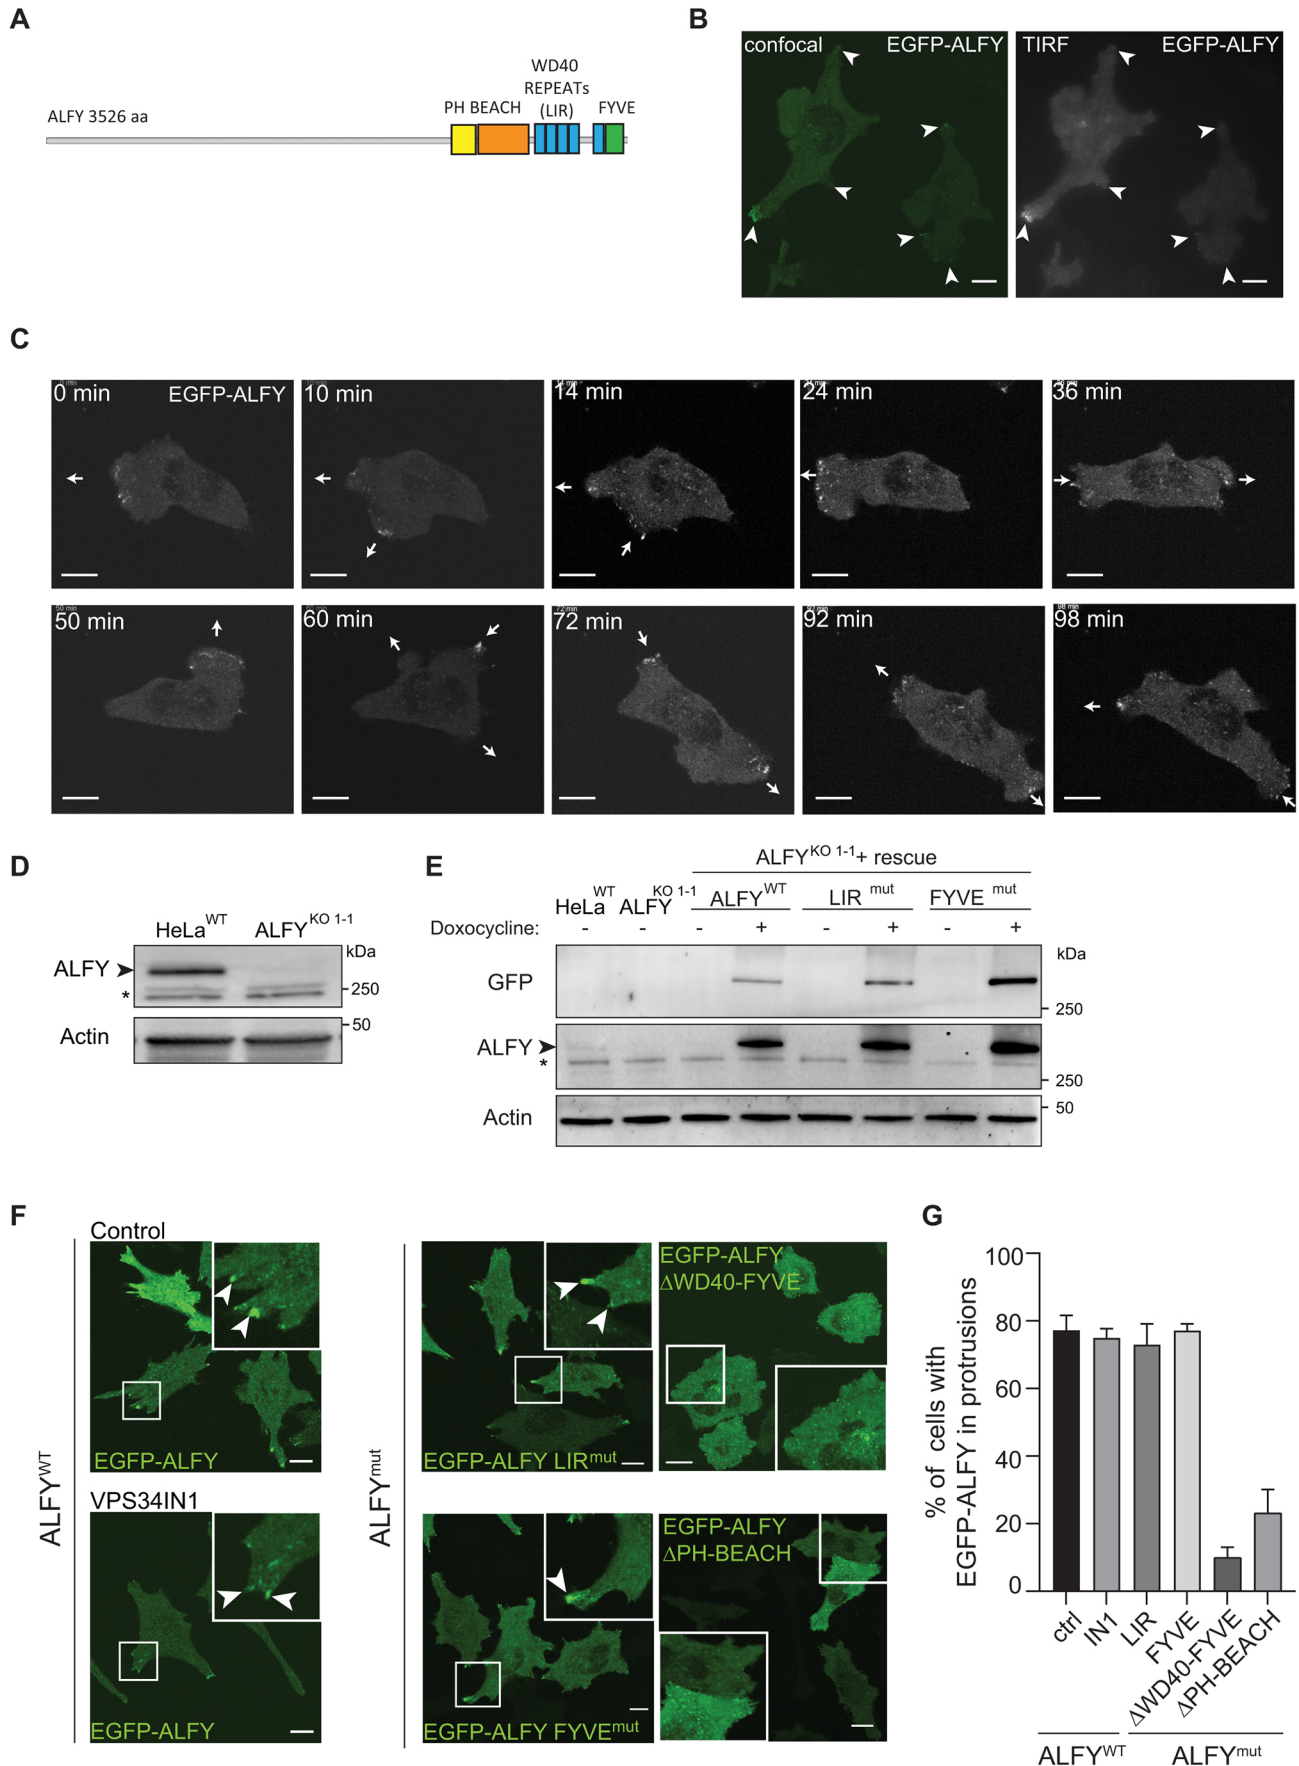 A
ALFY 3526 aa
PH BEACH
WD40
REPEATs
(LIR)
FYVE
B
confocal
EGFP-ALFY
TIRF
EGFP-ALFY
C
0 min
EGFP-ALFY
10 min
14 min
24 min
36 min
50 min
60 min
72 min
92 min
98 min
D
HeLa^WT
ALFY^KO 1-1
kDa
ALFY
250
*
50
Actin
E
ALFY^KO 1-1 + rescue
HeLa^WT
ALFY^KO 1-1
ALFY^WT
LIR^mut
FYVE^mut
Doxocycline:
- - - + - + - +
kDa
GFP
250
ALFY
*
250
50
Actin
F
ALFY^WT
Control
EGFP-ALFY
VPS34IN1
EGFP-ALFY
ALFY^mut
EGFP-ALFY LIR^mut
EGFP-ALFY
ΔWD40-FYVE
EGFP-ALFY FYVE^mut
EGFP-ALFY
ΔPH-BEACH
G
% of cells with
EGFP-ALFY in protrusions
100
80
60
40
20
0
ctrl
IN1
LIR
FYVE
ΔWD40-FYVE
ΔPH-BEACH
ALFY^WT
ALFY^mut